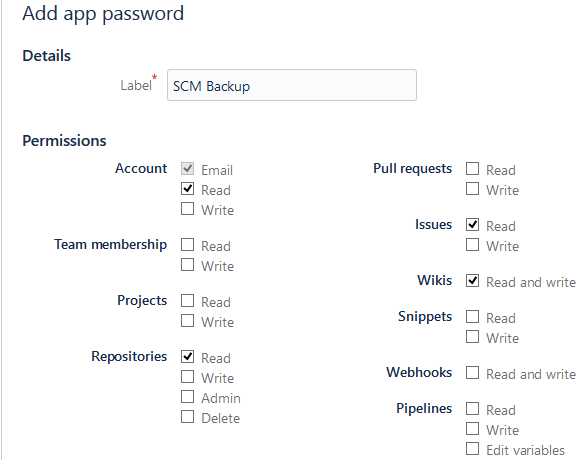 Add app password
Details
Label*
SCM Backup
Permissions
Account
Email
Read
Write
Team membership
Read
Write
Projects
Read
Write
Repositories
Read
Write
Admin
Delete
Pull requests
Read
Write
Issues
Read
Write
Wikis
Read and write
Snippets
Read
Write
Webhooks
Read and write
Pipelines
Read
Write
Edit variables